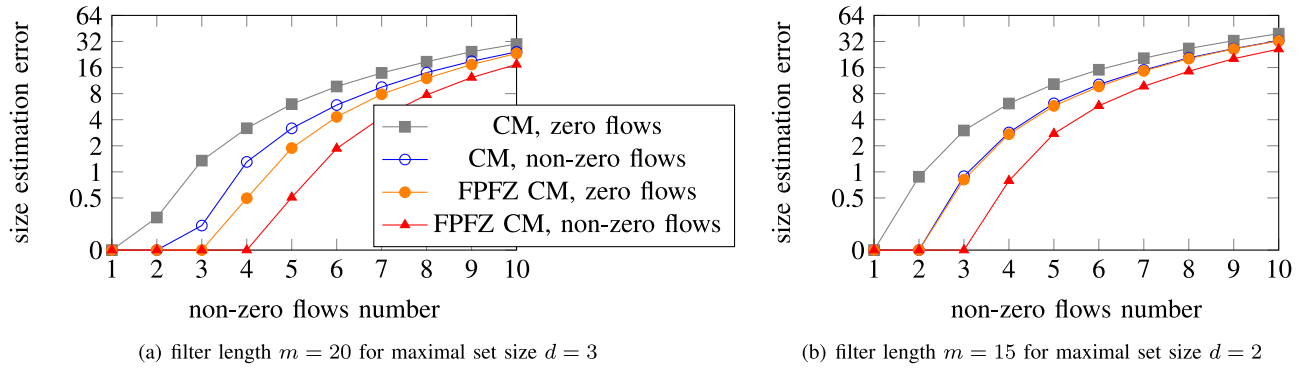 size estimation error
64
32
16
8
4
2
1
0.5
0
1 2 3 4 5 6 7 8 9 10
non-zero flows number
CM, zero flows
CM, non-zero flows
FPFZ CM, zero flows
FPFZ CM, non-zero flows
(a) filter length m = 20 for maximal set size d = 3
size estimation error
64
32
16
8
4
2
1
0.5
0
1 2 3 4 5 6 7 8 9 10
non-zero flows number
(b) filter length m = 15 for maximal set size d = 2